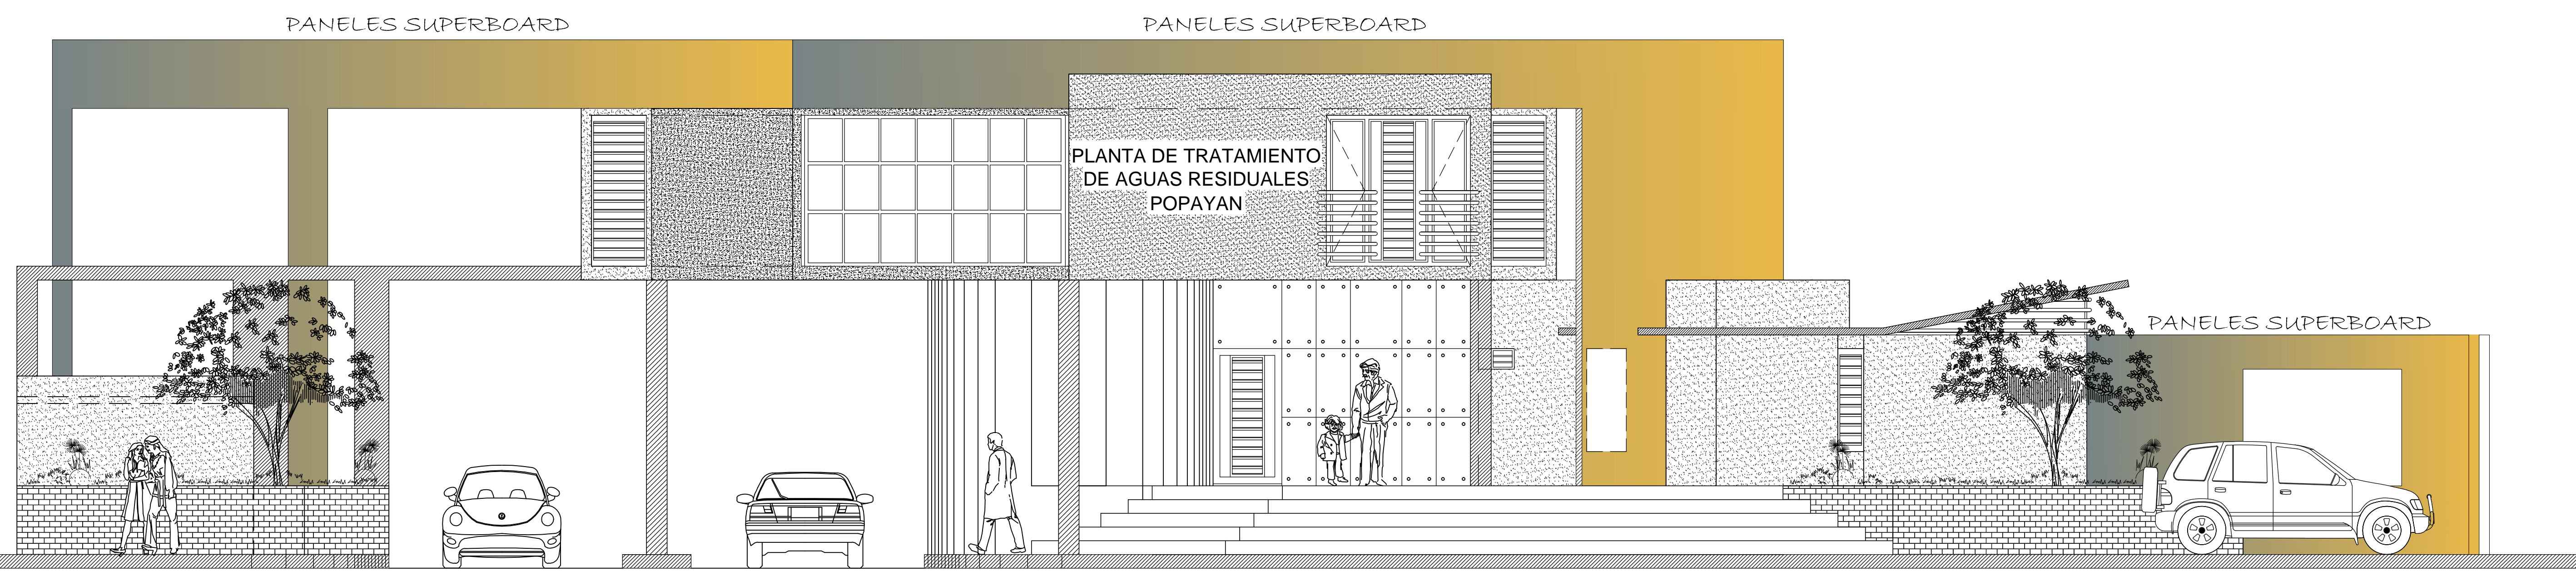 PANELES SUPERBOARD
PANELES SUPERBOARD
PLANTA DE TRATAMIENTO
DE AGUAS RESIDUALES
POPAYAN
PANELES SUPERBOARD